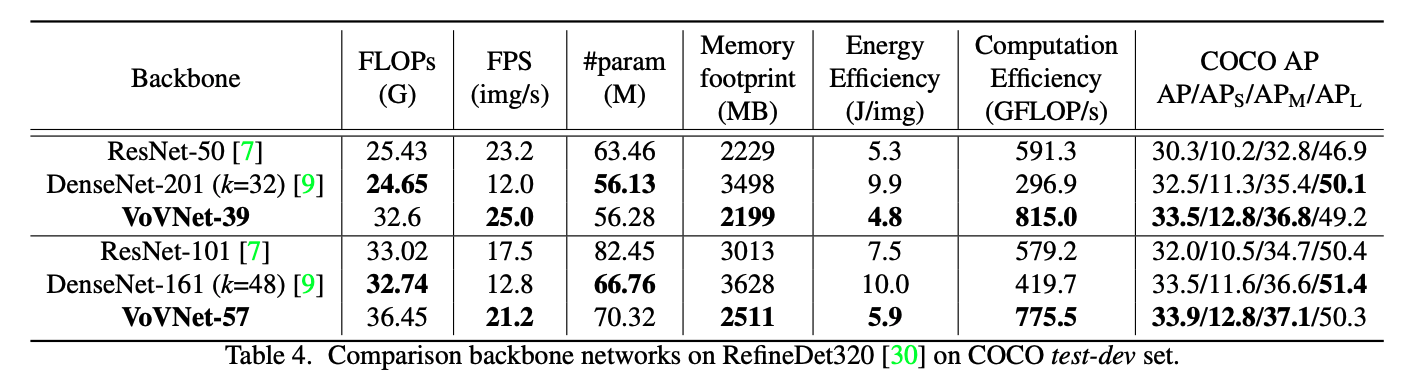 Backbone FLOPs (G) FPS (img/s) #param (M) Memory footprint (MB) Energy Efficiency (J/img) Computation Efficiency (GFLOP/s) COCO AP AP/APS/APM/APL
ResNet-50 [7] 25.43 23.2 63.46 2229 5.3 591.3 30.3/10.2/32.8/46.9
DenseNet-201 (k=32) [9] 24.65 12.0 56.13 3498 9.9 296.9 32.5/11.3/35.4/50.1
VoVNet-39 32.6 25.0 56.28 2199 4.8 815.0 33.5/12.8/36.8/49.2
ResNet-101 [7] 33.02 17.5 82.45 3013 7.5 579.2 32.0/10.5/34.7/50.4
DenseNet-161 (k=48) [9] 32.74 12.8 66.76 3628 10.0 419.7 33.5/11.6/36.6/51.4
VoVNet-57 36.45 21.2 70.32 2511 5.9 775.5 33.9/12.8/37.1/50.3
Table 4. Comparison backbone networks on RefineDet320 [30] on COCO test-dev set.